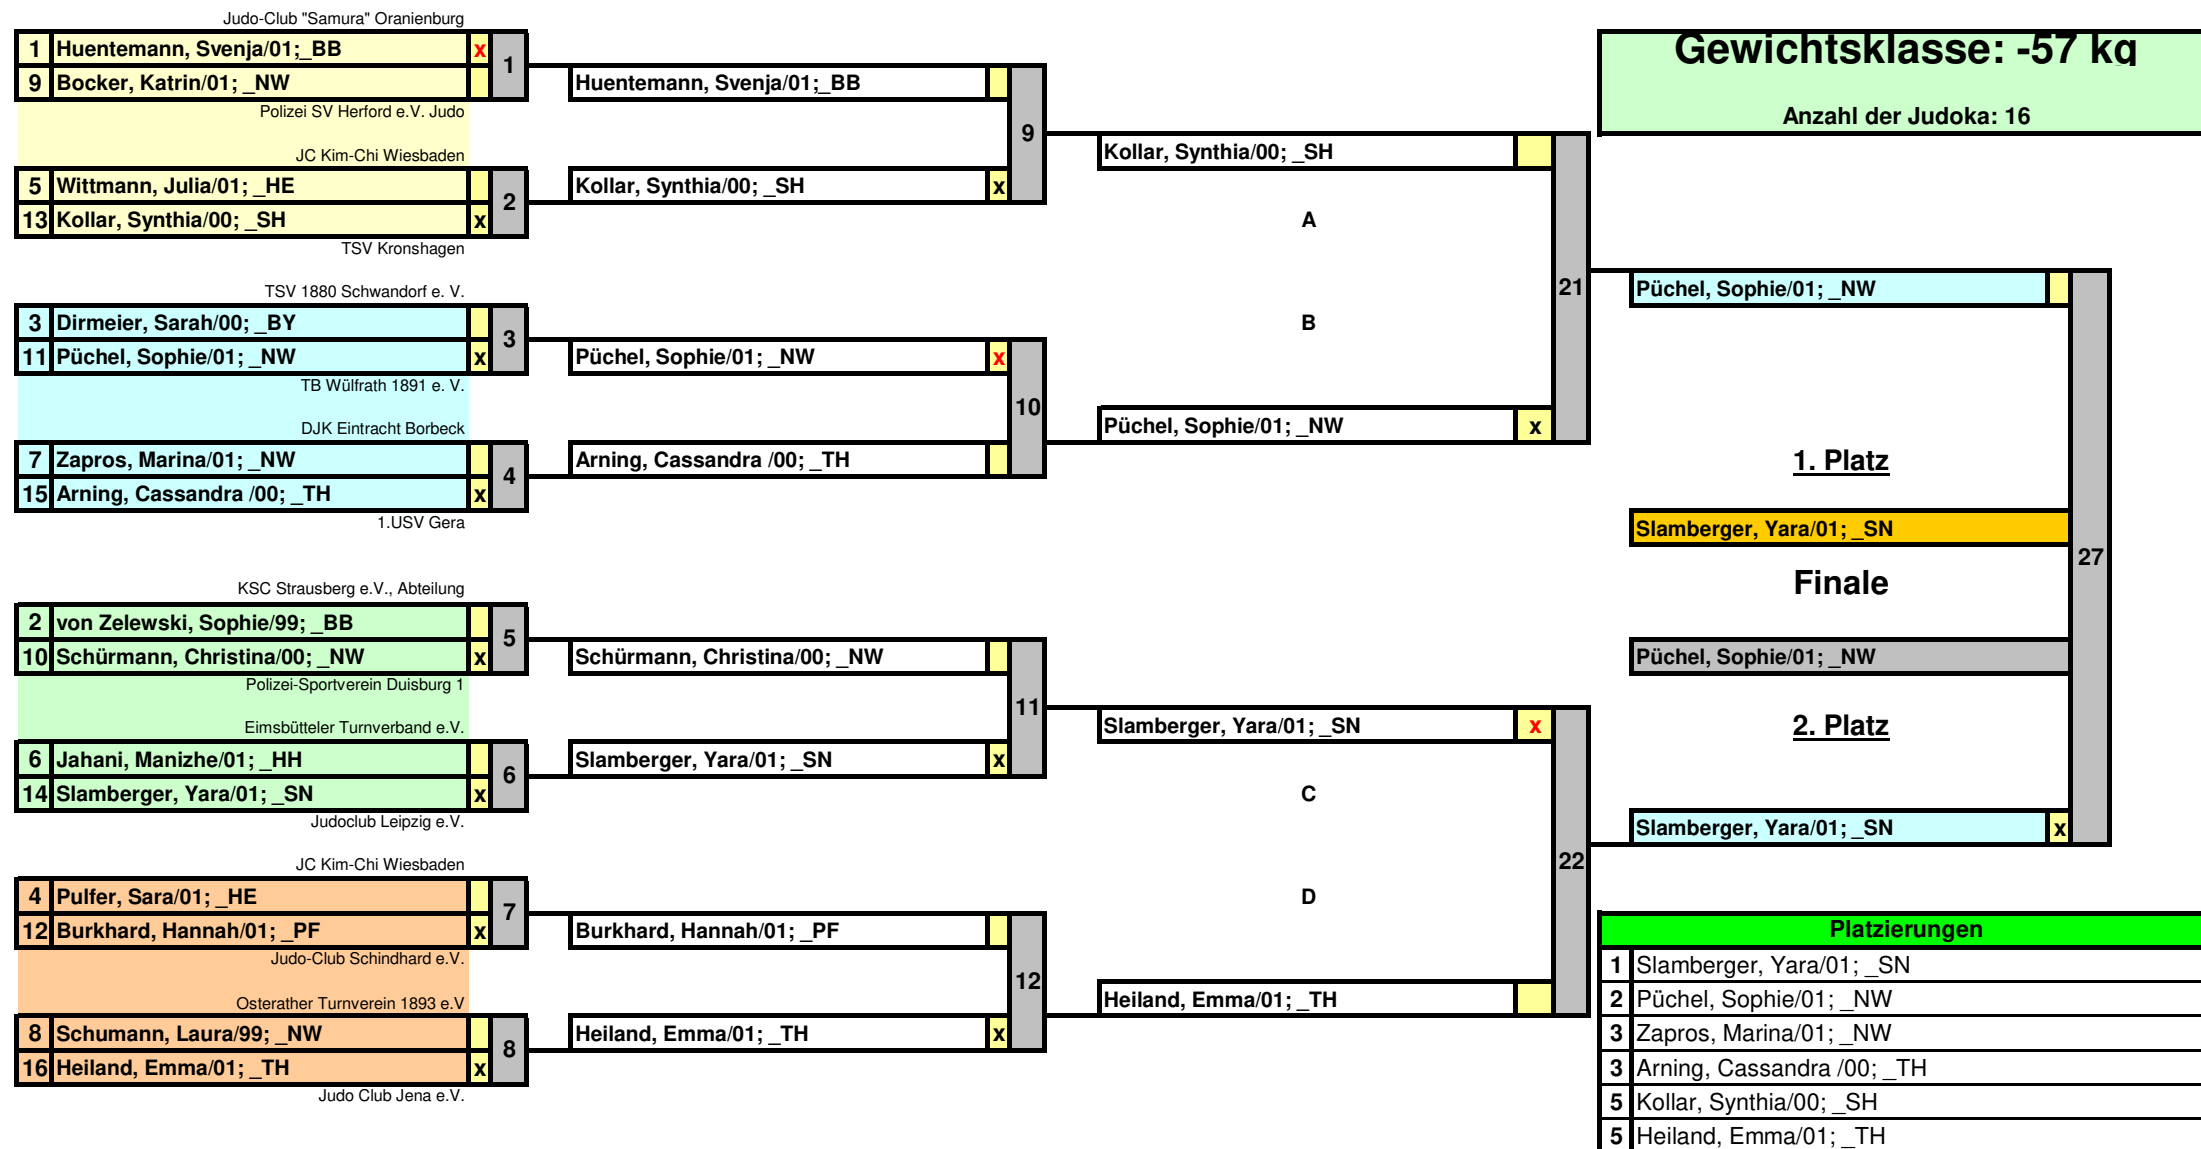 Judo-Club "Samura" Oranienburg
1 Huentemann, Svenja/01;_BB x
1
9 Bocker, Katrin/01; _NW
Polizei SV Herford e.V. Judo
JC Kim-Chi Wiesbaden
5 Wittmann, Julia/01; _HE
2
13 Kollar, Synthia/00; _SH x
TSV Kronshagen
TSV 1880 Schwandorf e. V.
3 Dirmeier, Sarah/00; _BY
3
11 Püchel, Sophie/01; _NW x
TB Wülfrath 1891 e. V.
DJK Eintracht Borbeck
7 Zapros, Marina/01; _NW
4
15 Arning, Cassandra /00; _TH x
1.USV Gera
KSC Strausberg e.V., Abteilung
2 von Zelewski, Sophie/99; _BB
5
10 Schürmann, Christina/00; _NW x
Polizei-Sportverein Duisburg 1
Eimsbütteler Turnverband e.V.
6 Jahani, Manizhe/01; _HH
6
14 Slamberger, Yara/01; _SN x
Judoclub Leipzig e.V.
JC Kim-Chi Wiesbaden
4 Pulfer, Sara/01; _HE
7
12 Burkhard, Hannah/01; _PF x
Judo-Club Schindhard e.V.
Osterather Turnverein 1893 e.V
8 Schumann, Laura/99; _NW
8
16 Heiland, Emma/01; _TH x
Judo Club Jena e.V.
Huentemann, Svenja/01;_BB
9
Kollar, Synthia/00; _SH x
Püchel, Sophie/01; _NW x
10
Arning, Cassandra /00; _TH
Schürmann, Christina/00; _NW
11
Slamberger, Yara/01; _SN x
Burkhard, Hannah/01; _PF
12
Heiland, Emma/01; _TH x
Kollar, Synthia/00; _SH
A
21
B
Püchel, Sophie/01; _NW x
Slamberger, Yara/01; _SN x
C
22
D
Heiland, Emma/01; _TH
Gewichtsklasse: -57 kg
Anzahl der Judoka: 16
Püchel, Sophie/01; _NW
1. Platz
Slamberger, Yara/01; _SN
27
Finale
Püchel, Sophie/01; _NW
2. Platz
Slamberger, Yara/01; _SN x
Platzierungen
1 Slamberger, Yara/01; _SN
2 Püchel, Sophie/01; _NW
3 Zapros, Marina/01; _NW
3 Arning, Cassandra /00; _TH
5 Kollar, Synthia/00; _SH
5 Heiland, Emma/01; _TH